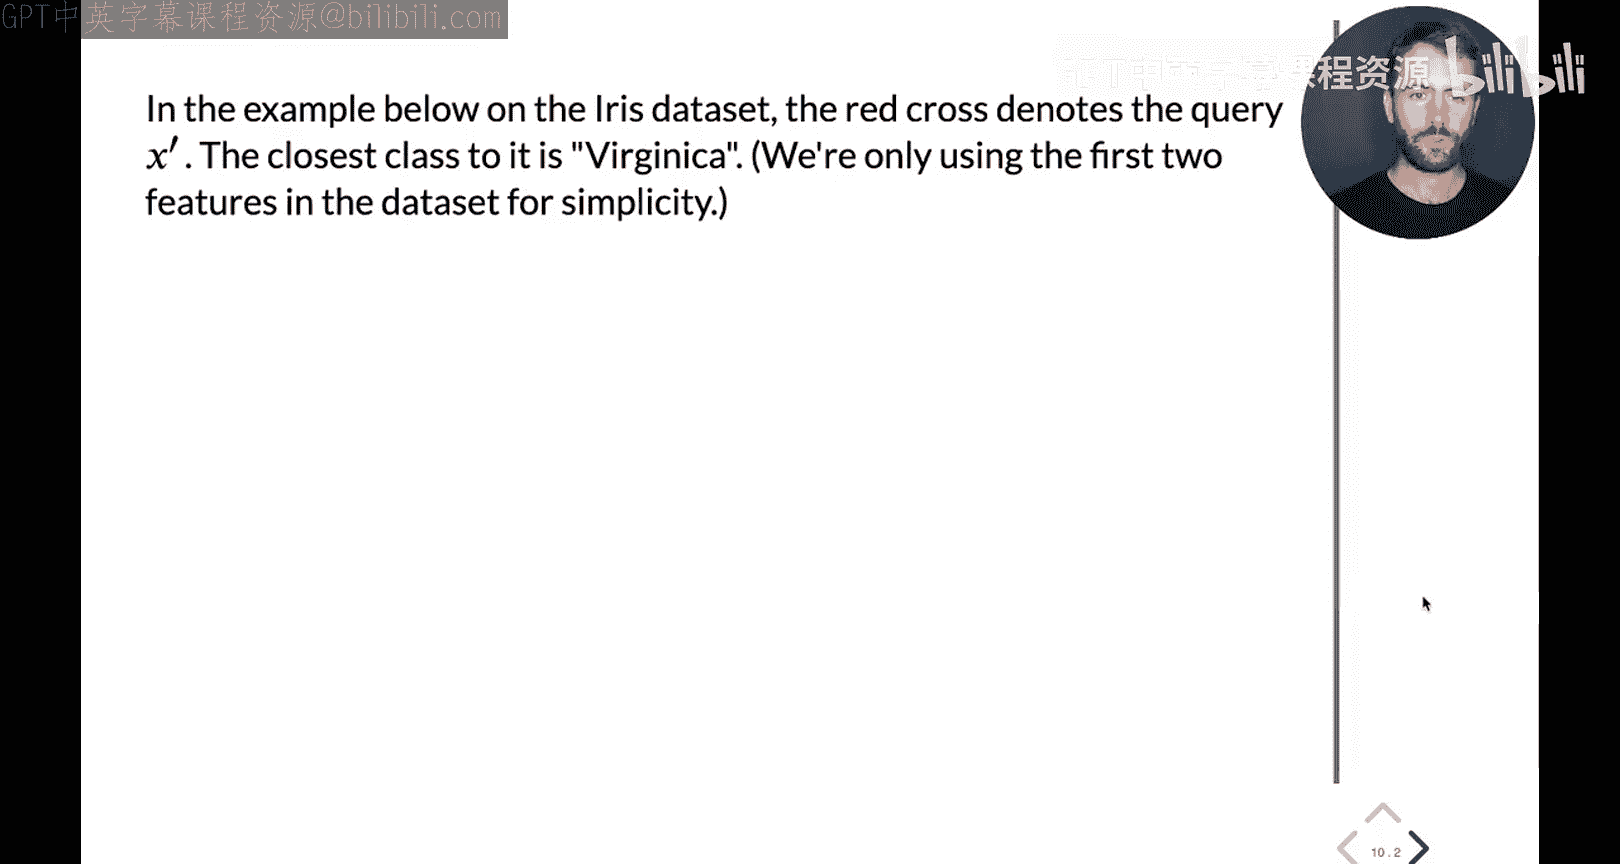 GPT中英字幕课程资源@bilibili.com
课程资源 bilibili
In the example below on the Iris dataset, the red cross denotes the query
x′ . The closest class to it is "Virginica". (We're only using the first two
features in the dataset for simplicity.)
10.2